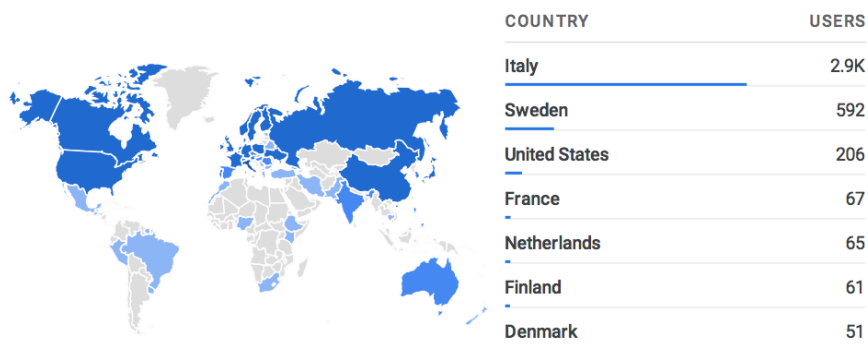 COUNTRY USERS
Italy 2.9K
Sweden 592
United States 206
France 67
Netherlands 65
Finland 61
Denmark 51